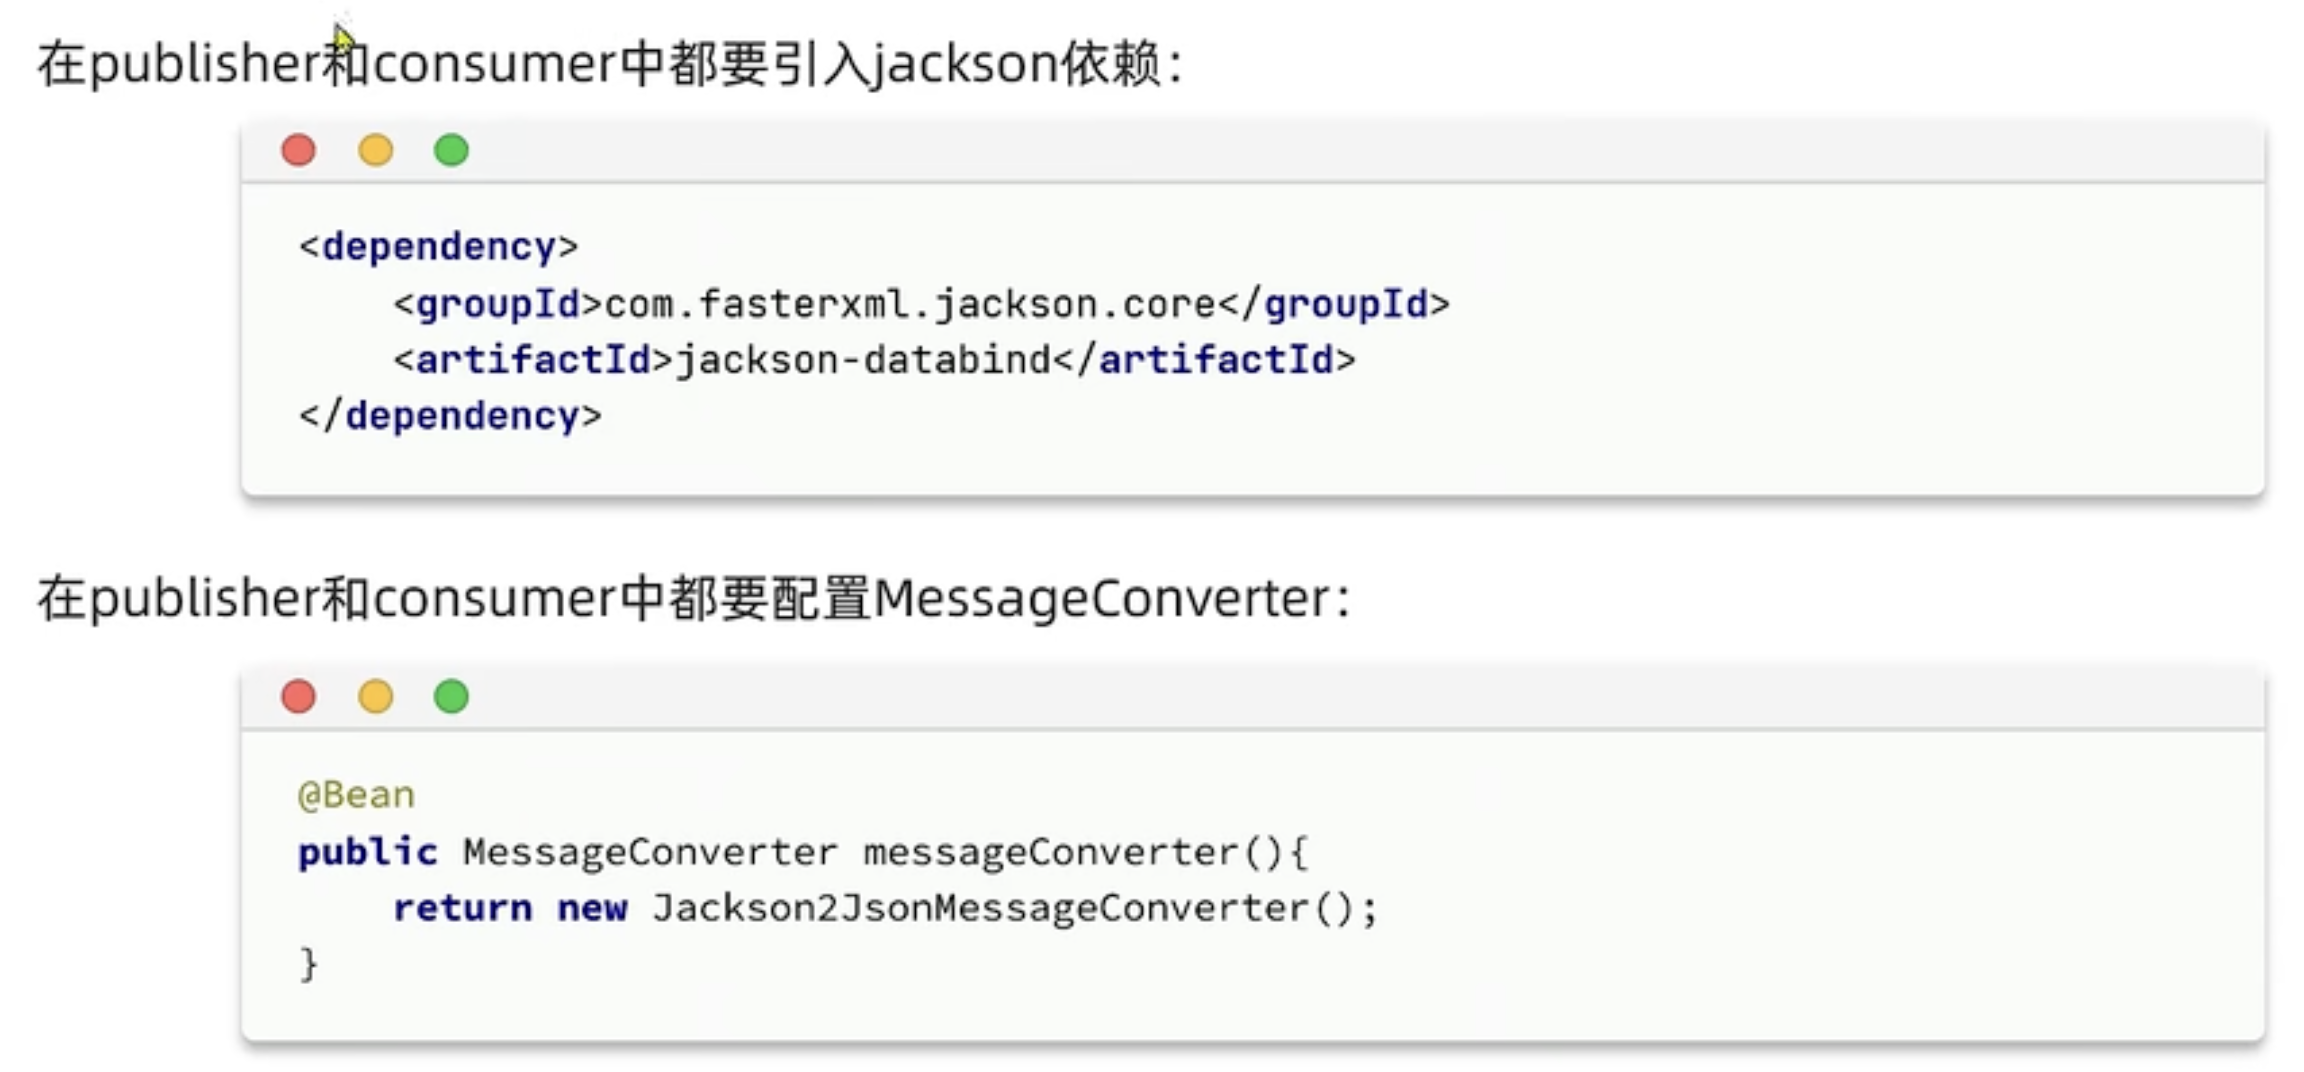 在publisher和consumer中都要引入jackson依赖：
<dependency>
    <groupId>com.fasterxml.jackson.core</groupId>
    <artifactId>jackson-databind</artifactId>
</dependency>
在publisher和consumer中都要配置MessageConverter：
@Bean
public MessageConverter messageConverter(){
    return new Jackson2JsonMessageConverter();
}